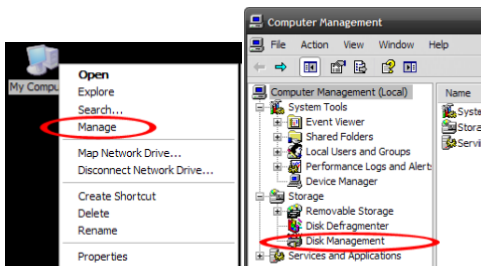 My Compu
Open
Explore
Search...
Manage
Map Network Drive...
Disconnect Network Drive...
Create Shortcut
Delete
Rename
Properties
Computer Management
File Action View Window Help
Computer Management (Local)
System Tools
Event Viewer
Shared Folders
Local Users and Groups
Performance Logs and Alert
Device Manager
Storage
Removable Storage
Disk Defragmenter
Disk Management
Services and Applications
Name
Syste
Stora
Servi